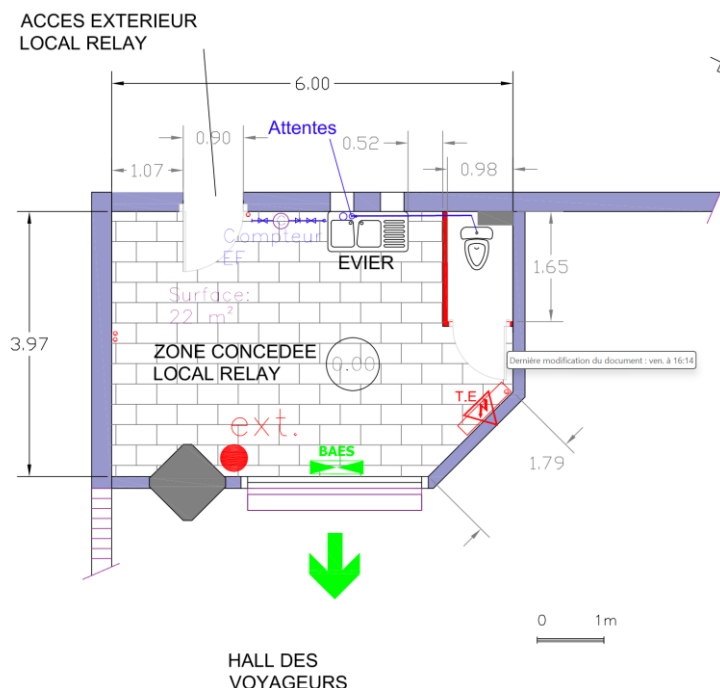 ACCES EXTERIEUR
LOCAL RELAY
6.00
Attentes
0.90
0.52
1.07
0.98
Compteur
EF
EVIER
Surface:
22 m²
1.65
3.97
ZONE CONCEDEE
LOCAL RELAY
0.00
Dernière modification du document : ven. à 16:14
T.E.
ext.
BAES
1.79
0 1m
HALL DES
VOYAGEURS